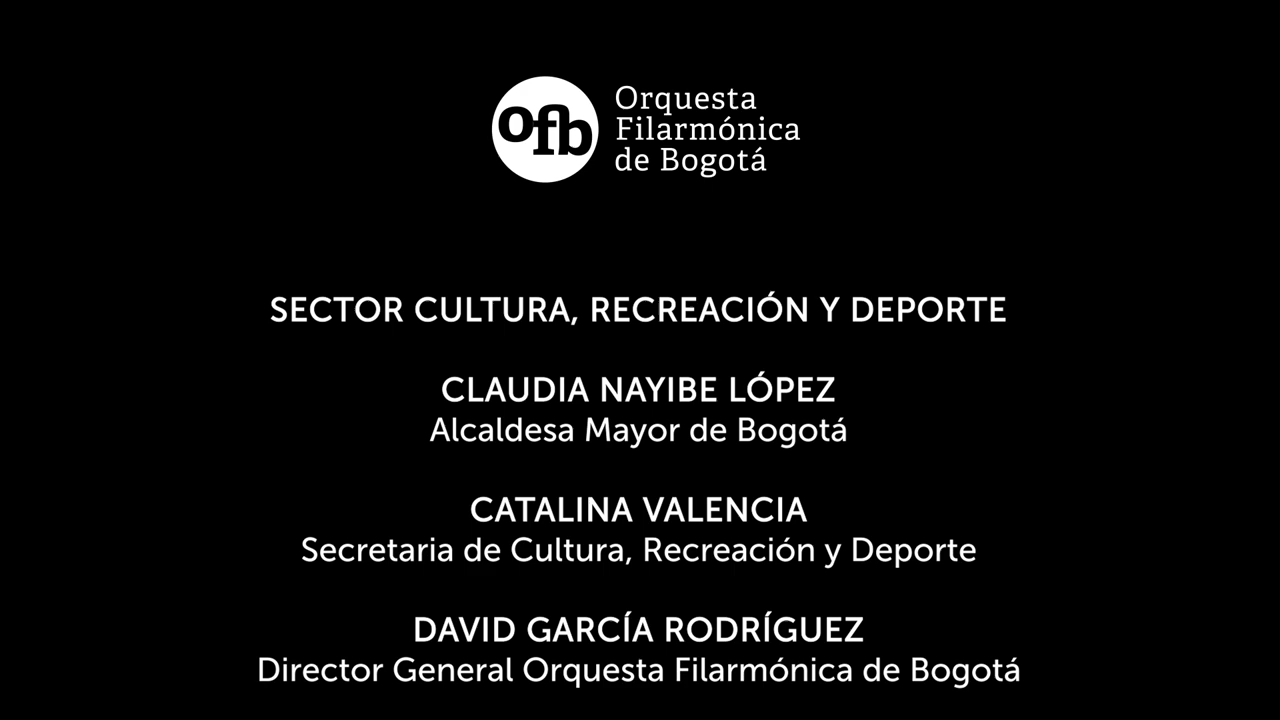 ofb
Orquesta
Filarmónica
de Bogotá
SECTOR CULTURA, RECREACIÓN Y DEPORTE
CLAUDIA NAYIBE LÓPEZ
Alcaldesa Mayor de Bogotá
CATALINA VALENCIA
Secretaria de Cultura, Recreación y Deporte
DAVID GARCÍA RODRÍGUEZ
Director General Orquesta Filarmónica de Bogotá